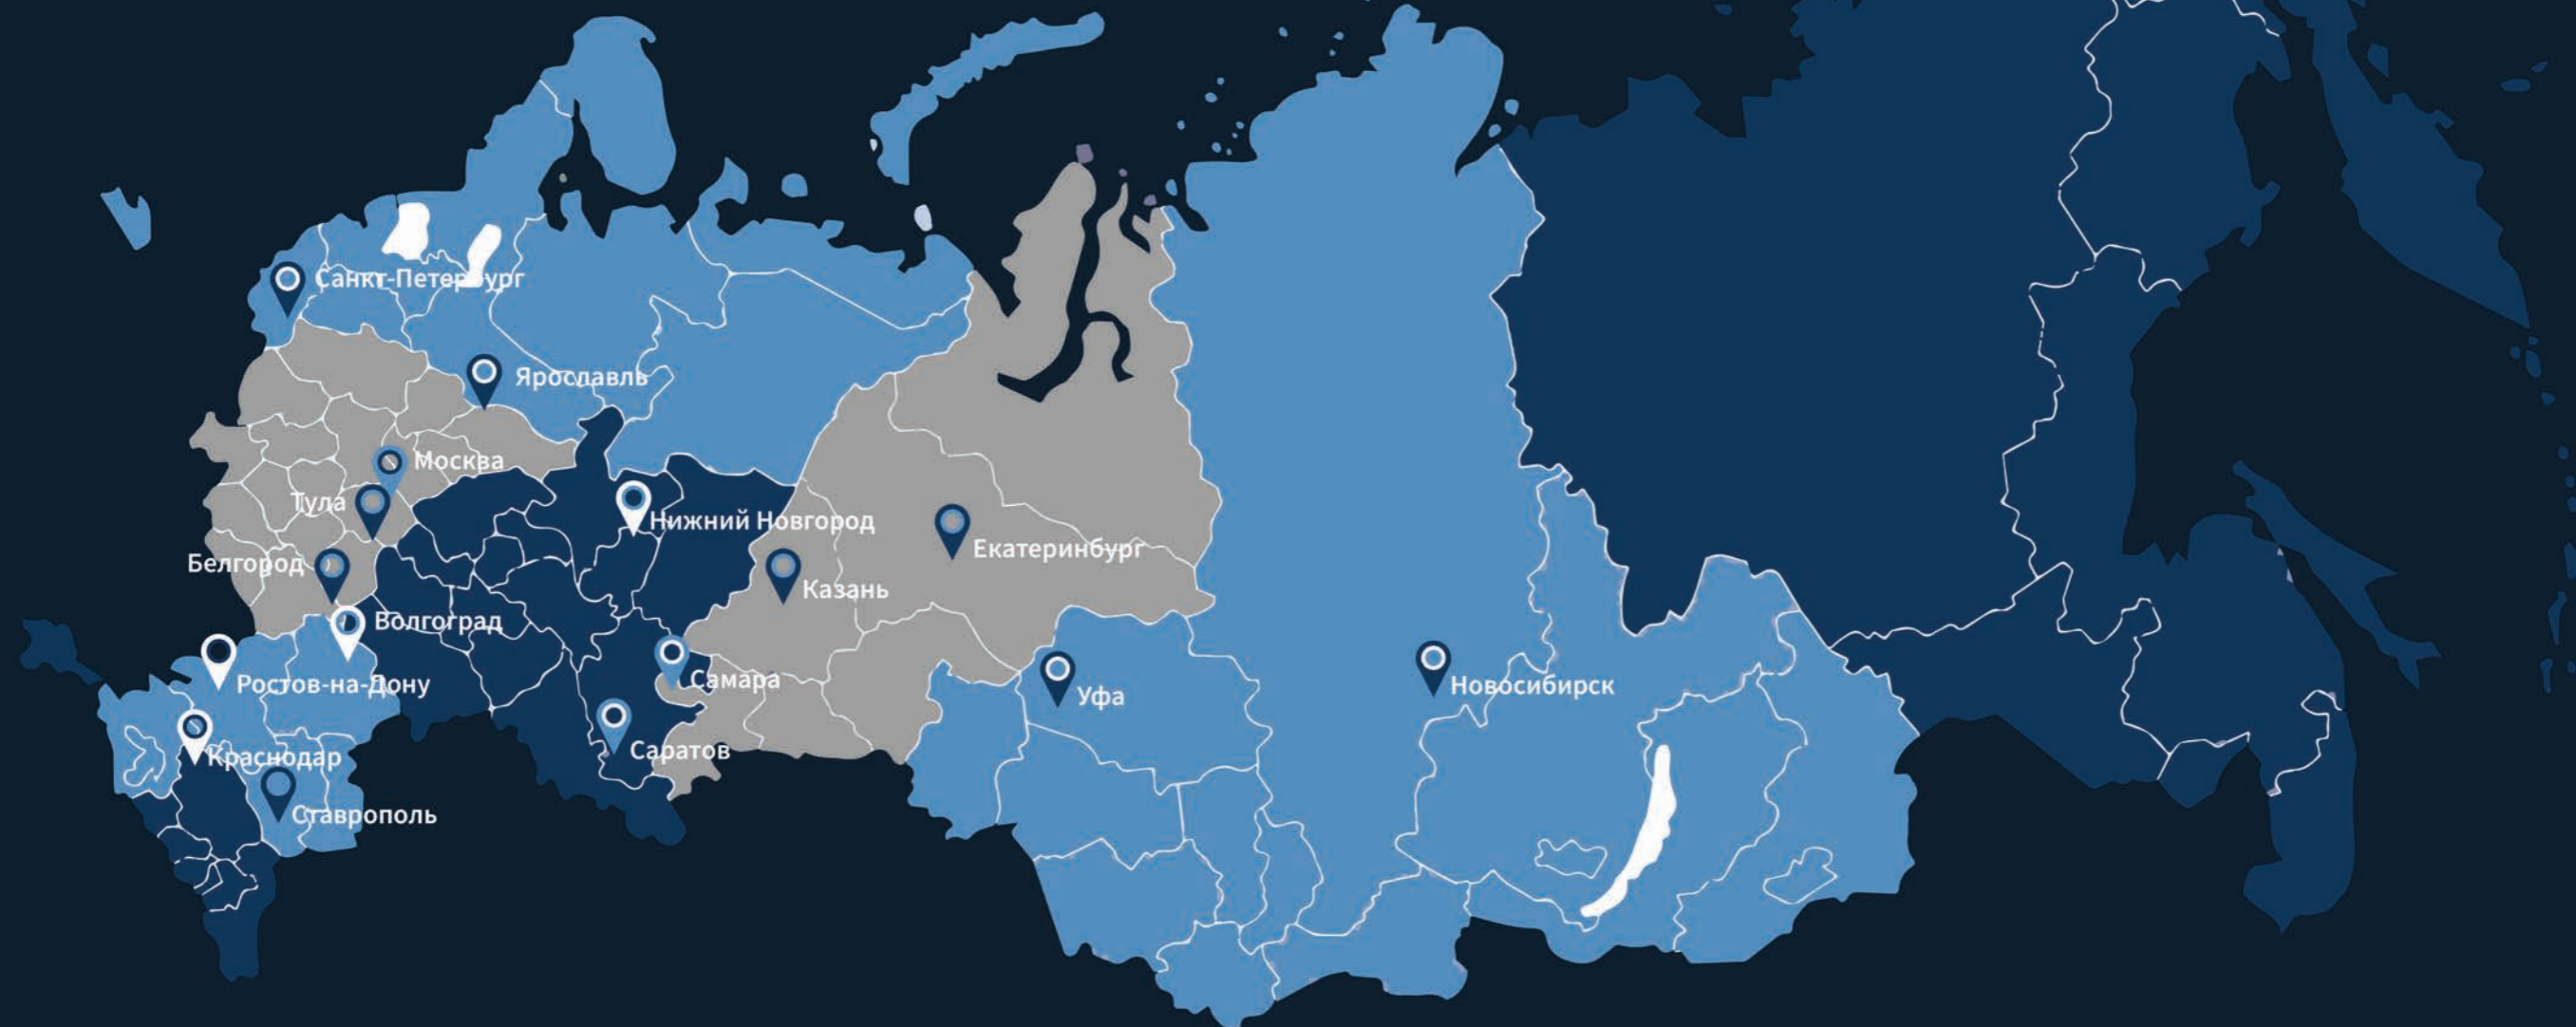 Санкт-Петербург
Ярославль
Москва
Тула
Нижний Новгород
Екатеринбург
Белгород
Казань
Волгоград
Самара
Ростов-на-Дону
Новосибирск
Уфа
Саратов
Краснодар
Ставрополь